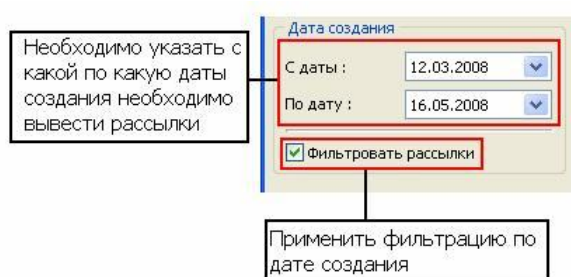 Дата создания
Необходимо указать с
какой по какую даты
создания необходимо
вывести рассылки
С даты : 12.03.2008
По дату : 16.05.2008
Фильтровать рассылки
Применить фильтрацию по
дате создания